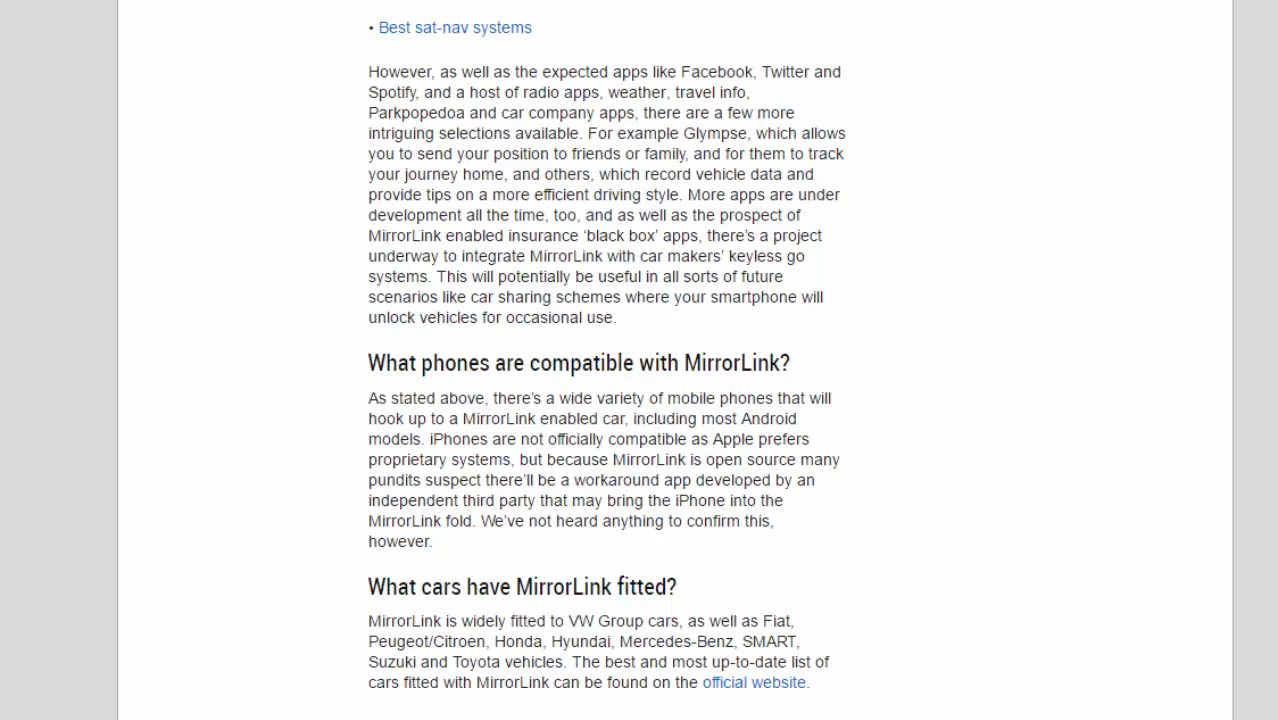 • Best sat-nav systems
However, as well as the expected apps like Facebook, Twitter and
Spotify, and a host of radio apps, weather, travel info,
Parkpopedoa and car company apps, there are a few more
intriguing selections available. For example Glympse, which allows
you to send your position to friends or family, and for them to track
your journey home, and others, which record vehicle data and
provide tips on a more efficient driving style. More apps are under
development all the time, too, and as well as the prospect of
MirrorLink enabled insurance ‘black box’ apps, there’s a project
underway to integrate MirrorLink with car makers’ keyless go
systems. This will potentially be useful in all sorts of future
scenarios like car sharing schemes where your smartphone will
unlock vehicles for occasional use.
What phones are compatible with MirrorLink?
As stated above, there’s a wide variety of mobile phones that will
hook up to a MirrorLink enabled car, including most Android
models. iPhones are not officially compatible as Apple prefers
proprietary systems, but because MirrorLink is open source many
pundits suspect there’ll be a workaround app developed by an
independent third party that may bring the iPhone into the
MirrorLink fold. We’ve not heard anything to confirm this,
however.
What cars have MirrorLink fitted?
MirrorLink is widely fitted to VW Group cars, as well as Fiat,
Peugeot/Citroen, Honda, Hyundai, Mercedes-Benz, SMART,
Suzuki and Toyota vehicles. The best and most up-to-date list of
cars fitted with MirrorLink can be found on the official website.